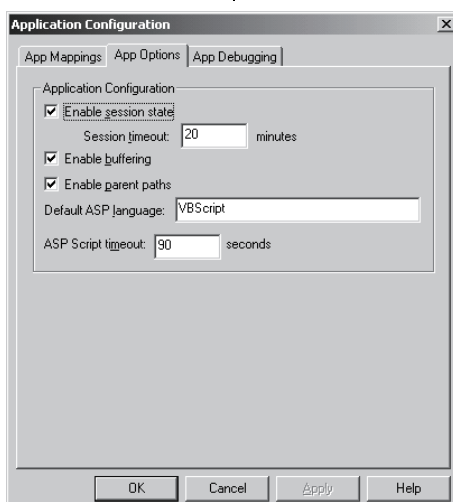 Application Configuration
App Mappings App Options App Debugging
Application Configuration
Enable session state
Session timeout: 20 minutes
Enable buffering
Enable parent paths
Default ASP language: VBScript
ASP Script timeout: 90 seconds
OK Cancel Apply Help